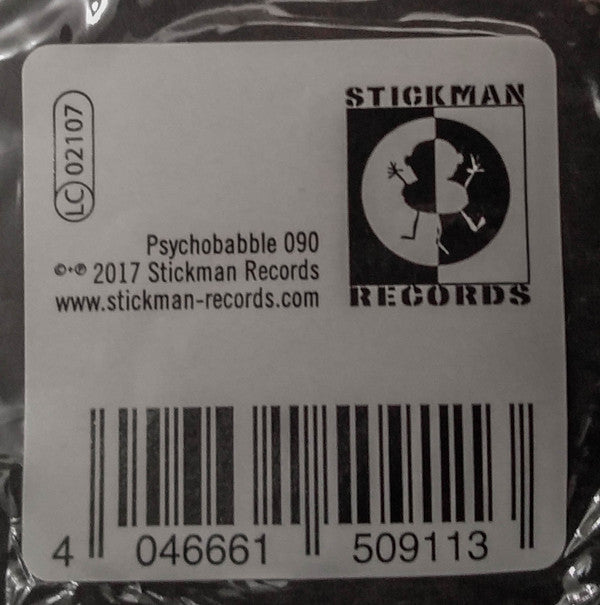 LC 02107
STICKMAN
RECORDS
Psychobabble 090
©+℗ 2017 Stickman Records
www.stickman-records.com
4 046661 509113